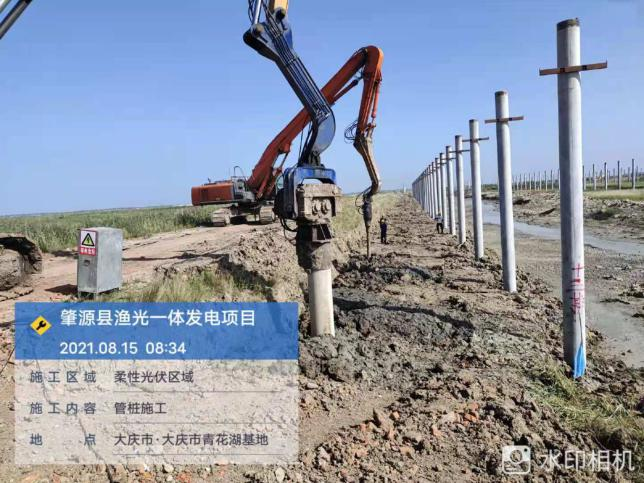 肇源县渔光一体发电项目
2021.08.15 08:34
施工区域 柔性光伏区域
施工内容 管桩施工
地 点 大庆市·大庆市青花湖基地
水印相机